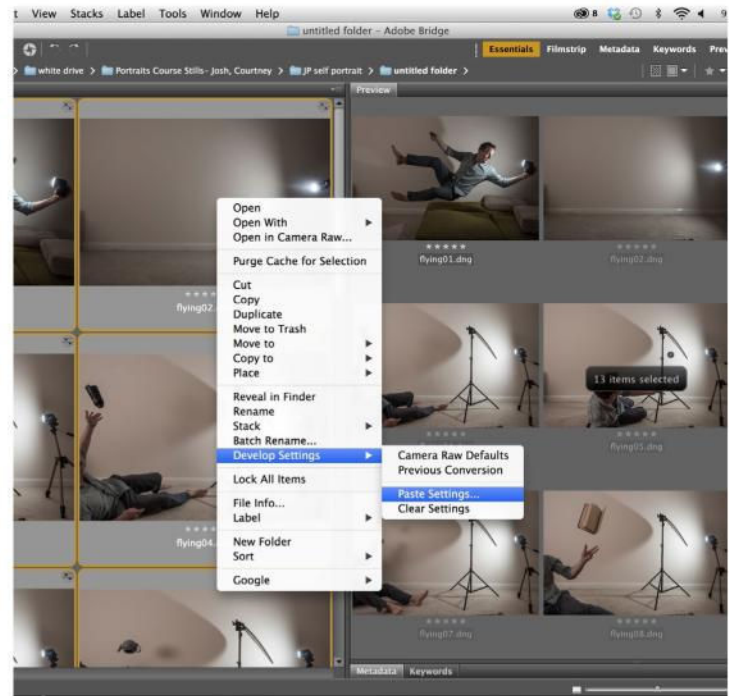 View Stacks Label Tools Window Help
8
untitled folder - Adobe Bridge
Essentials Filmstrip Metadata Keywords
white drive > Portraits Course Stills- Josh, Courtney > JP self portrait > untitled folder >
Preview
Open
Open With
Open in Camera Raw...
Purge Cache for Selection
Cut
Copy
Duplicate
Move to Trash
Move to
Copy to
Place
Reveal in Finder
Rename
Stack
Batch Rename...
Develop Settings
Lock All Items
File Info...
Label
New Folder
Sort
Google
Camera Raw Defaults
Previous Conversion
Paste Settings...
Clear Settings
flying02
flying04
flying01.dng
flying02.dng
13 items selected
flying05.dng
flying07.dng
flying08.dng
Metadata Keywords